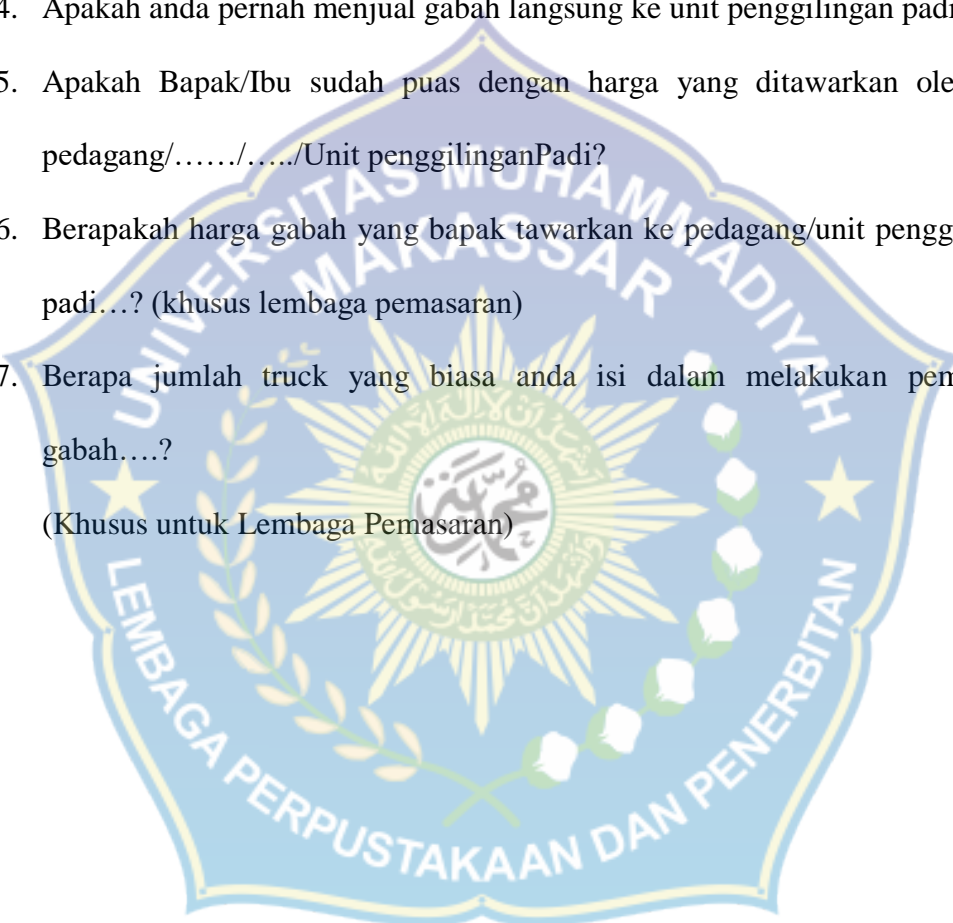 4. Apakah anda pernah menjual gabah langsung ke unit penggilingan padi
5. Apakah Bapak/Ibu sudah puas dengan harga yang ditawarkan
pedagang/……/…../Unit penggilinganPadi?
6. Berapakah harga gabah yang bapak tawarkan ke pedagang/unit
padi…? (khusus lembaga pemasaran)
7. Berapa jumlah truck yang biasa anda isi dalam melakukan
gabah….?
(Khusus untuk Lembaga Pemasaran)
UNIVERSITAS MUHAMMADIYAH
MAKASSAR
LEMBAGA PERPUSTAKAAN DAN PENERBITAN